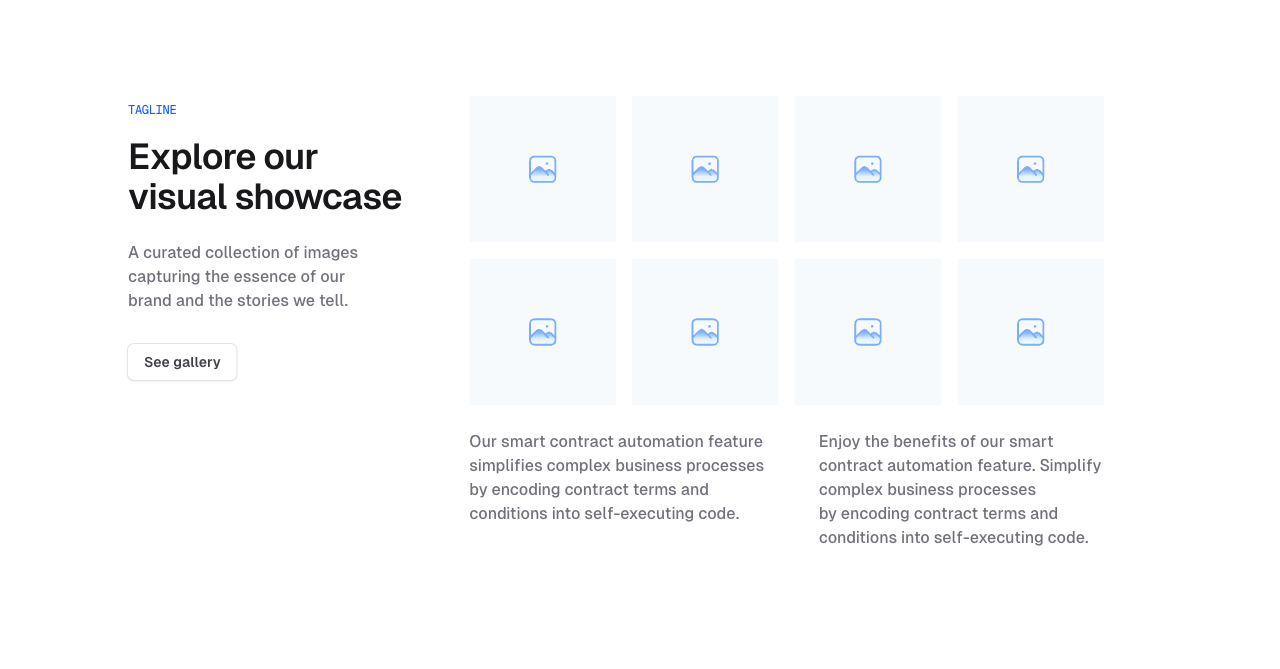 TAGLINE
Explore our
visual showcase
A curated collection of images
capturing the essence of our
brand and the stories we tell.
See gallery
Our smart contract automation feature
simplifies complex business processes
by encoding contract terms and
conditions into self-executing code.
Enjoy the benefits of our smart
contract automation feature. Simplify
complex business processes
by encoding contract terms and
conditions into self-executing code.